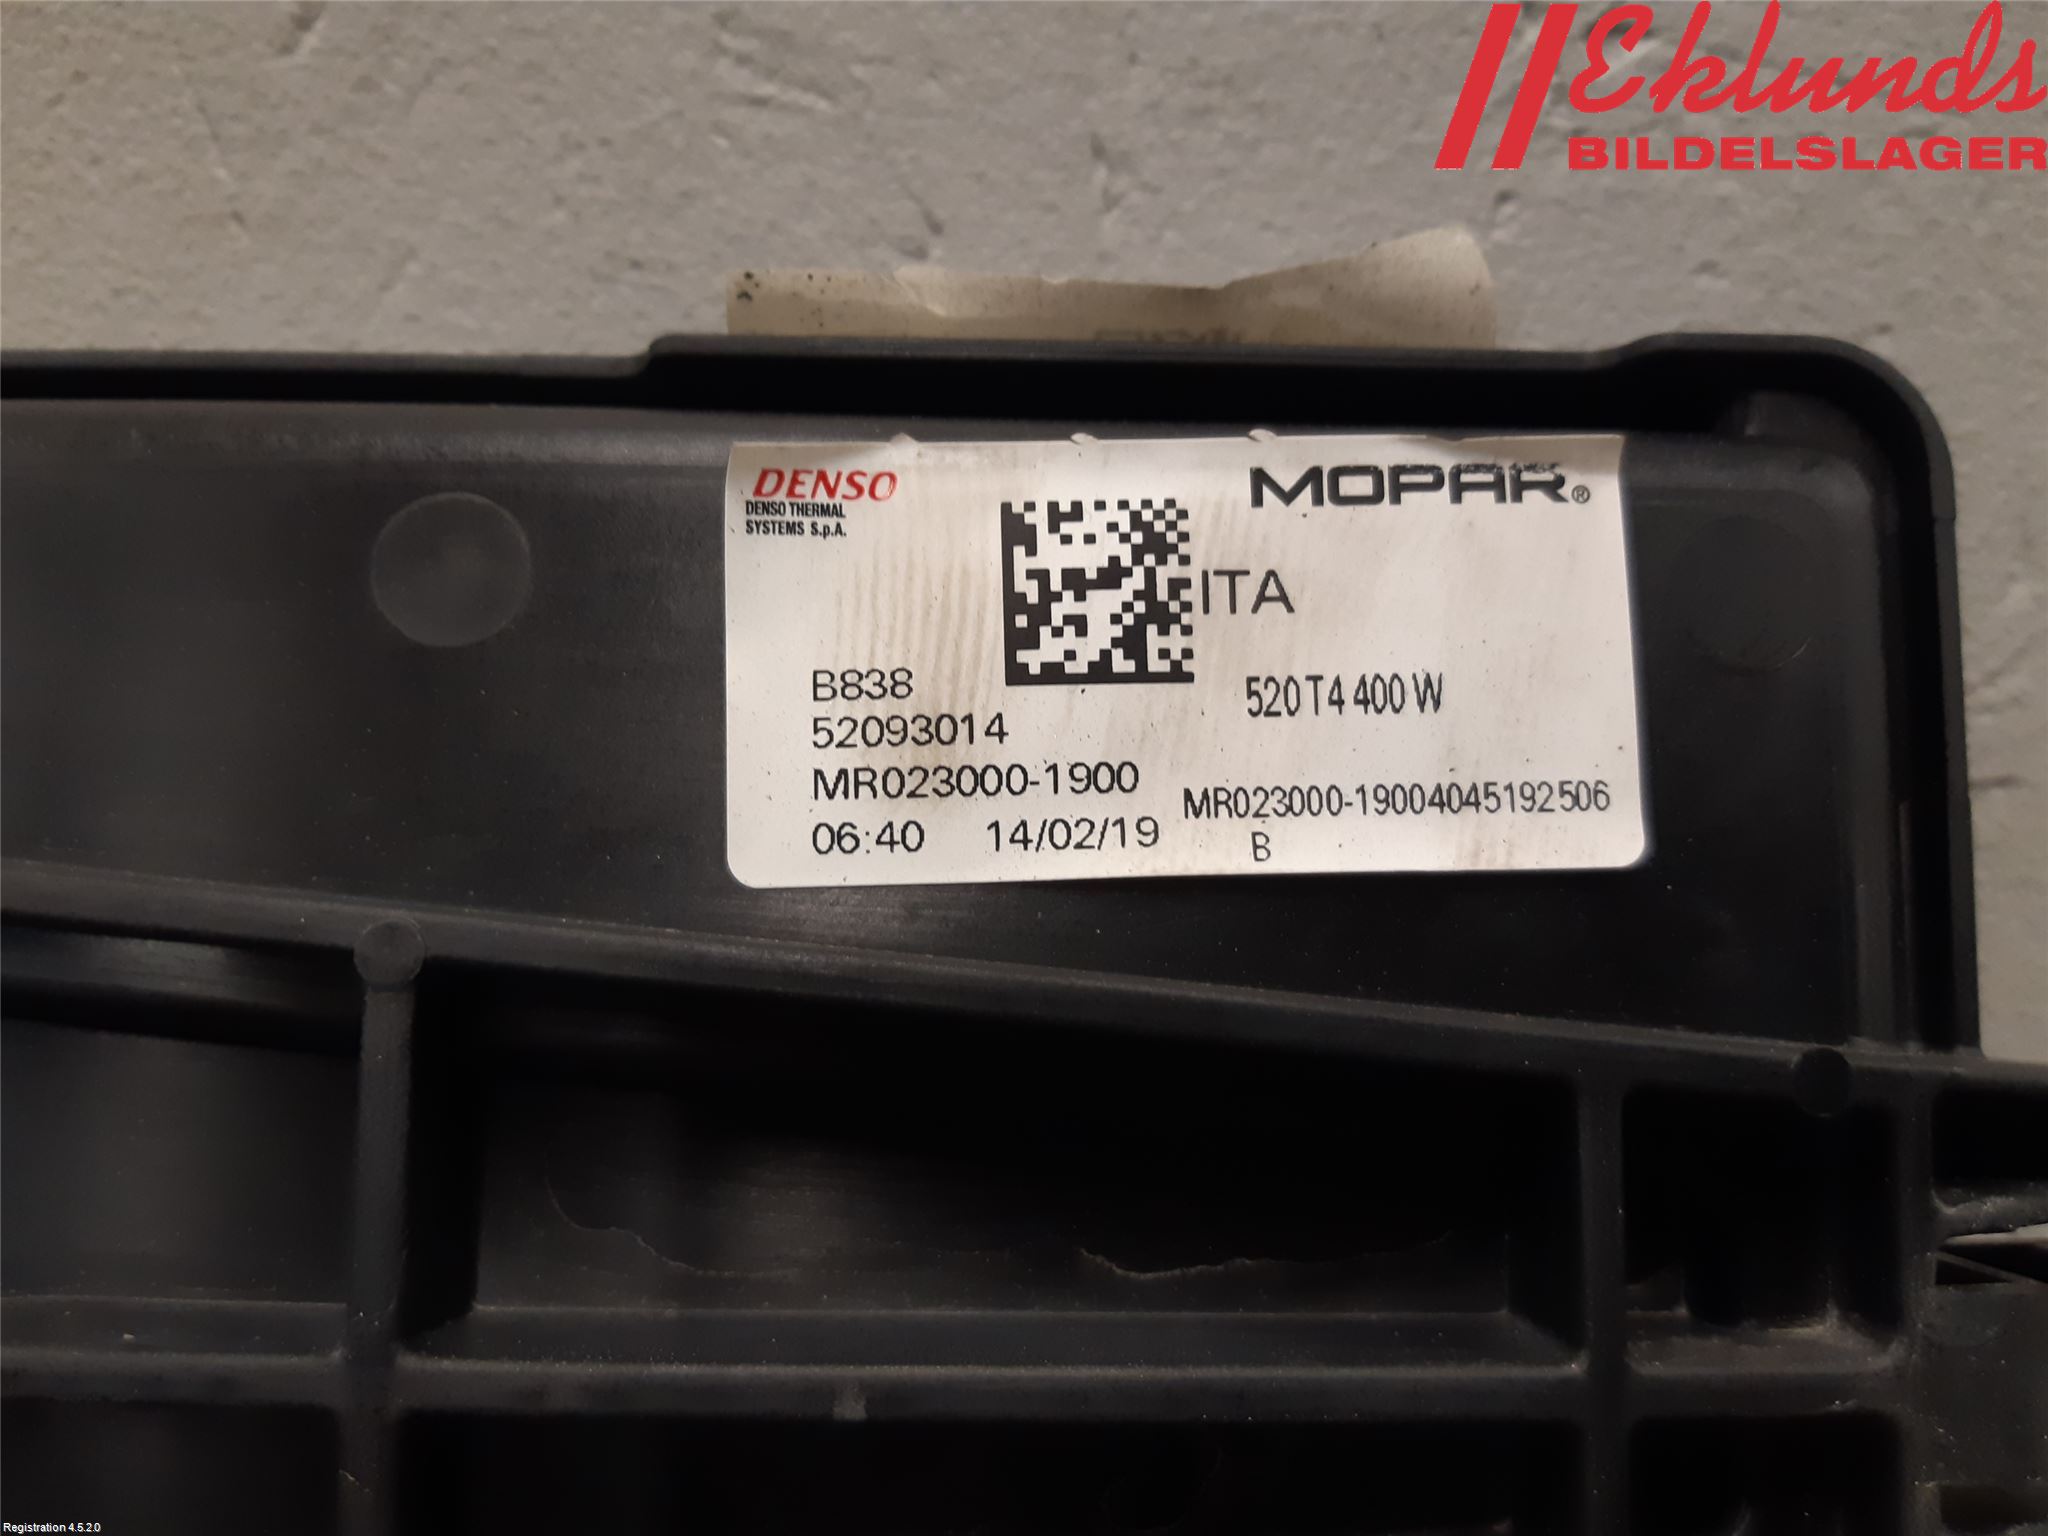 Eklunds
BILDELSLAGER
DENSO
DENSO THERMAL
SYSTEMS S.p.A.
MOPAR®
ITA
B838
520 T4 400 W
52093014
MR023000-1900
MR023000-19004045192506
06:40 14/02/19
B
Registration 4.5.2.0